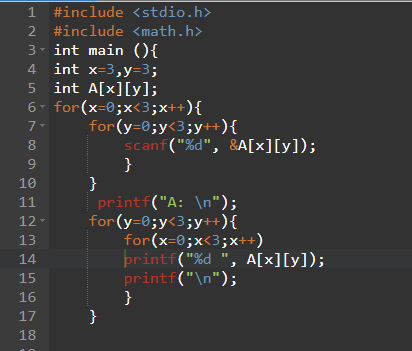 1 #include <stdio.h>
2 #include <math.h>
3 int main (){
4 int x=3,y=3;
5 int A[x][y];
6 for(x=0;x<3;x++){
7     for(y=0;y<3;y++){
8         scanf("%d", &A[x][y]);
9         }
10     }
11      printf("A: \n");
12     for(y=0;y<3;y++){
13         for(x=0;x<3;x++)
14         printf("%d ", A[x][y]);
15         printf("\n");
16         }
17     }
18